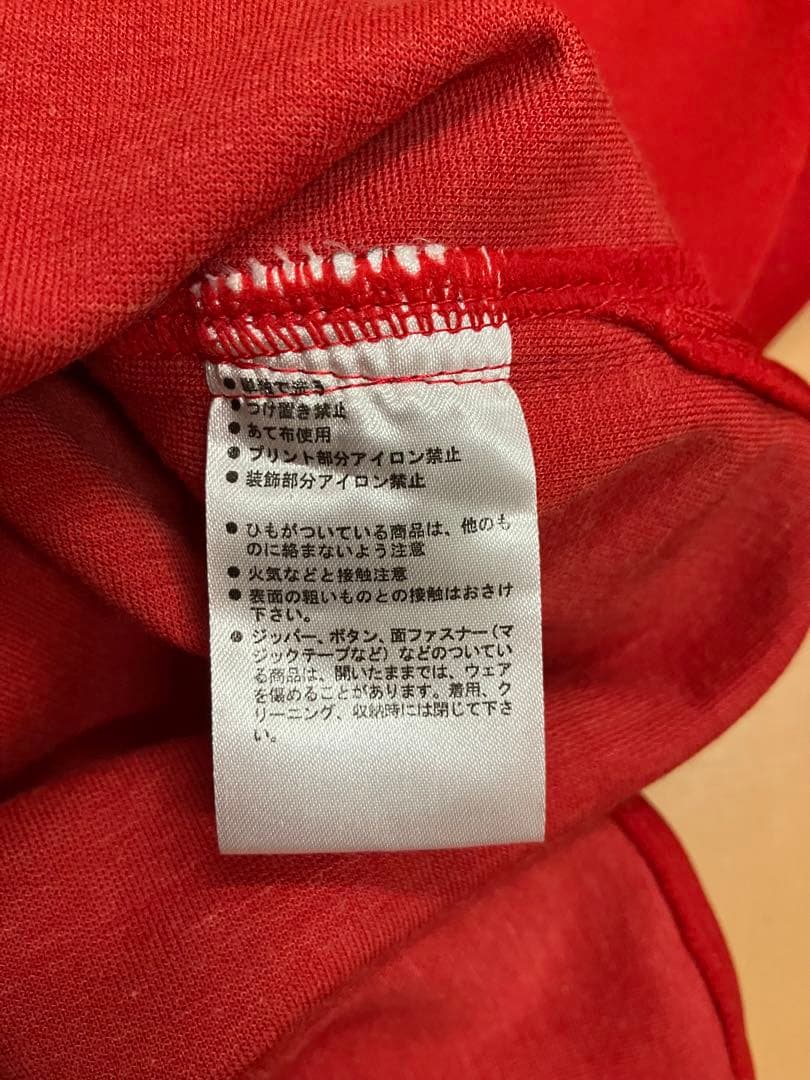 ● 単独で洗う
● つけ置き禁止
● あて布使用
● プリント部分アイロン禁止
● 装飾部分アイロン禁止
● ひもがついている商品は、他のも
のに絡まないよう注意
● 火気などと接触注意
● 表面の粗いものとの接触はおさけ
下さい。
● ジッパー、ボタン、面ファスナー(マ
ジックテープなど)などのついてい
る商品は、開いたままでは、ウェア
を傷めることがあります。着用、ク
リーニング、収納時には閉じて下さ
い。